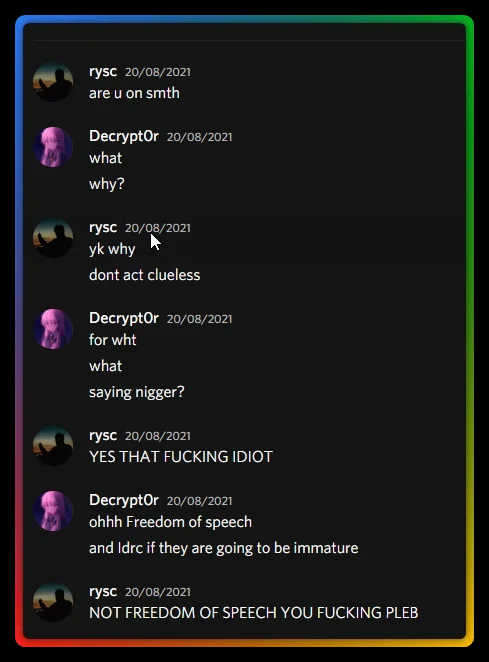 rysc 20/08/2021
are u on smth
Decrypt0r 20/08/2021
what
why?
rysc 20/08/2021
yk why
dont act clueless
Decrypt0r 20/08/2021
for wht
what
saying nigger?
rysc 20/08/2021
YES THAT FUCKING IDIOT
Decrypt0r 20/08/2021
ohhh Freedom of speech
and Idrc if they are going to be immature
rysc 20/08/2021
NOT FREEDOM OF SPEECH YOU FUCKING PLEB